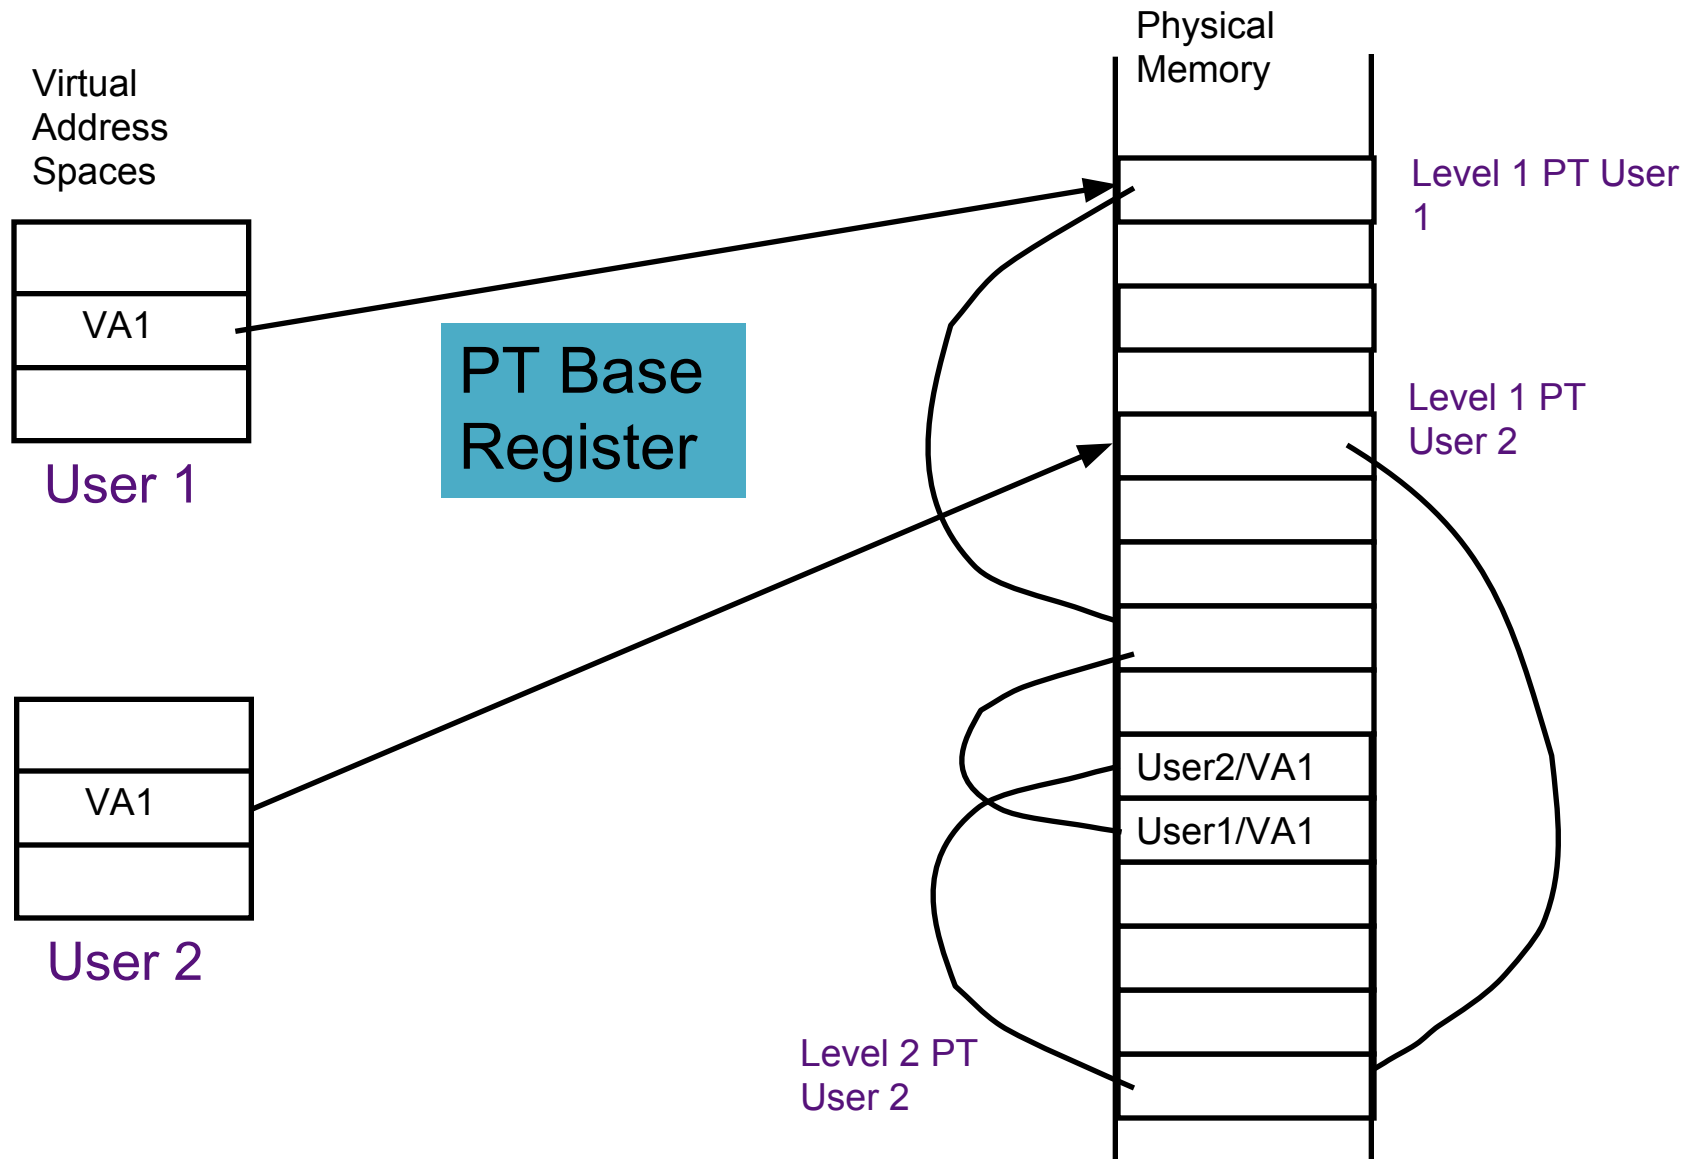 Physical
Memory
Virtual
Address
Spaces
Level 1 PT User
1
VA1
PT Base
Register
Level 1 PT
User 2
User 1
User2/VA1
VA1
User1/VA1
User 2
Level 2 PT
User 2